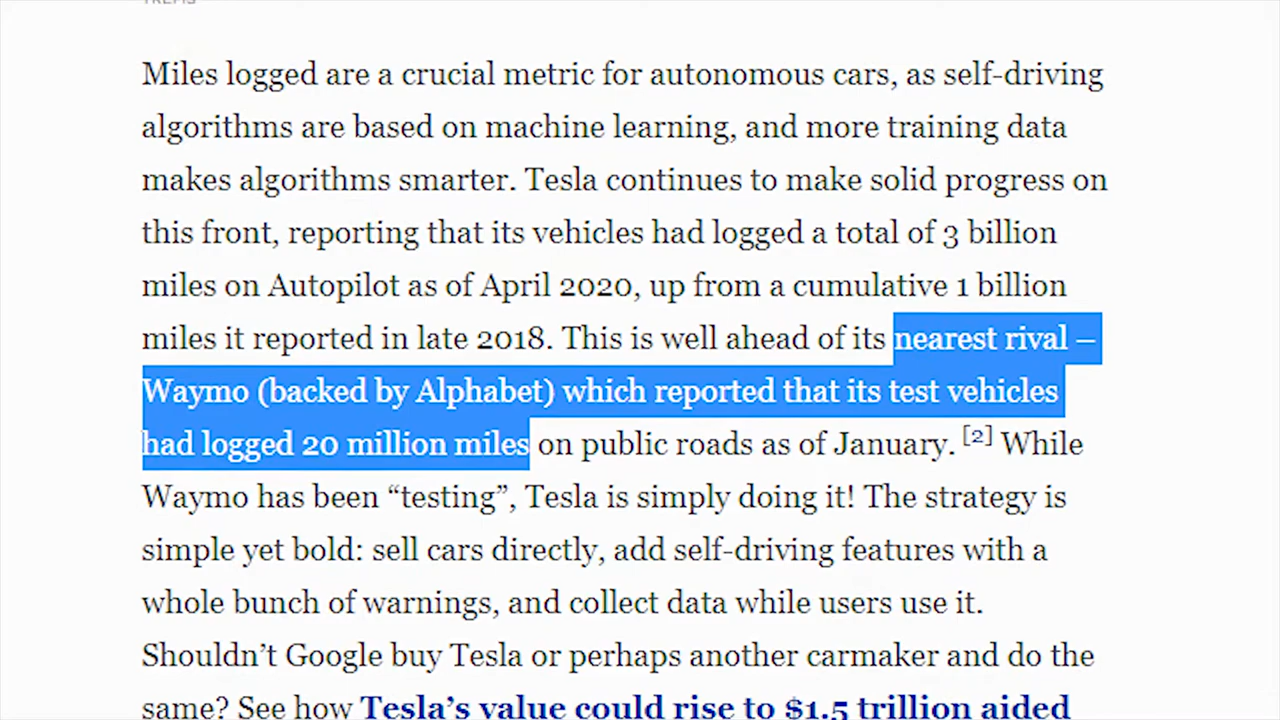 TREFIS
Miles logged are a crucial metric for autonomous cars, as self-driving
algorithms are based on machine learning, and more training data
makes algorithms smarter. Tesla continues to make solid progress on
this front, reporting that its vehicles had logged a total of 3 billion
miles on Autopilot as of April 2020, up from a cumulative 1 billion
miles it reported in late 2018. This is well ahead of its nearest rival –
Waymo (backed by Alphabet) which reported that its test vehicles
had logged 20 million miles on public roads as of January. [2] While
Waymo has been “testing”, Tesla is simply doing it! The strategy is
simple yet bold: sell cars directly, add self-driving features with a
whole bunch of warnings, and collect data while users use it.
Shouldn’t Google buy Tesla or perhaps another carmaker and do the
same? See how Tesla’s value could rise to $1.5 trillion aided